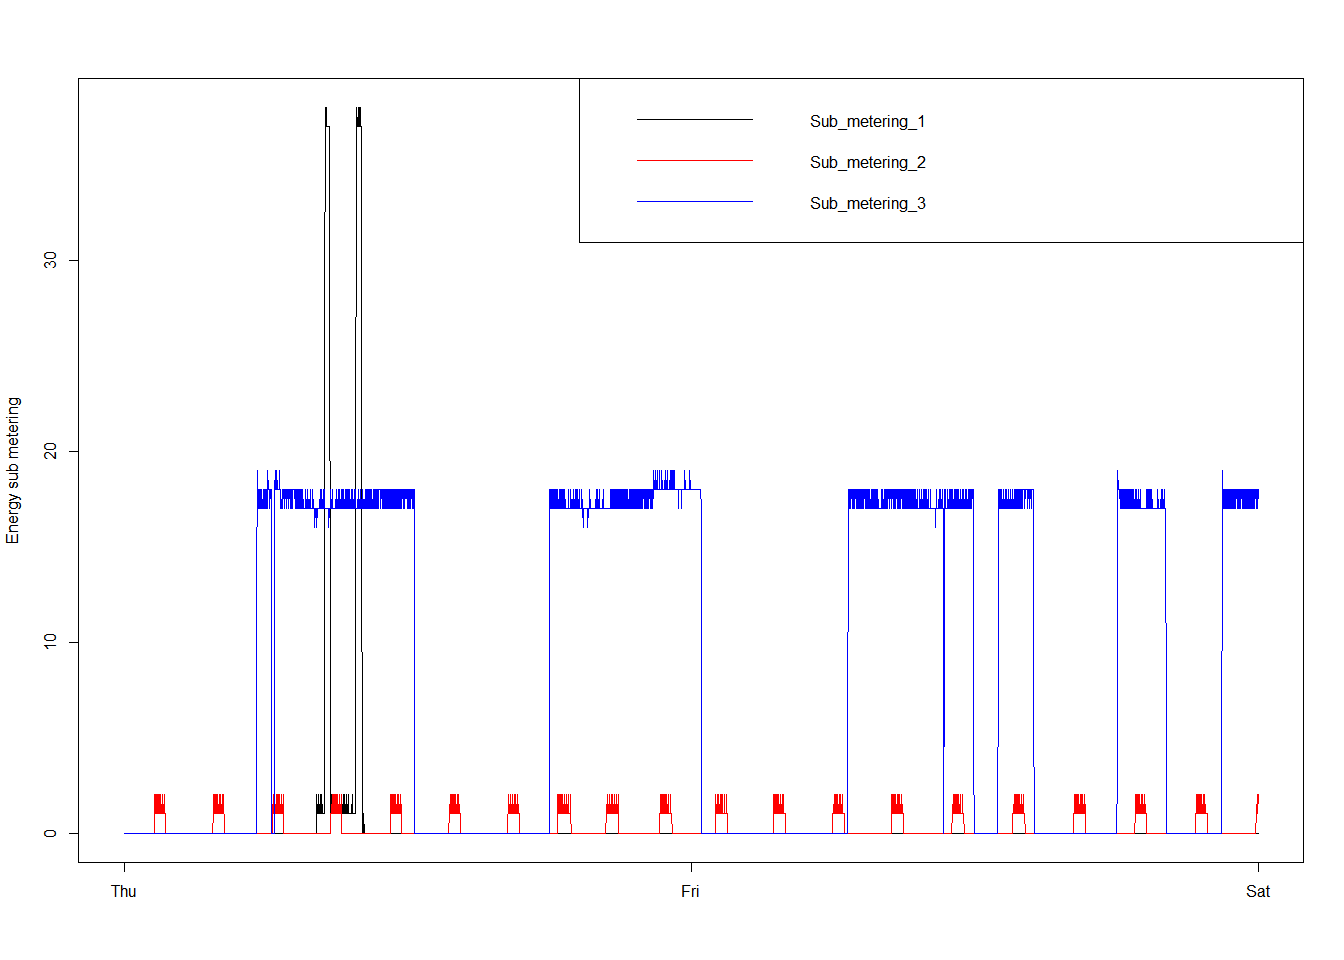 Sub_metering_1
Sub_metering_2
Sub_metering_3
Energy sub metering
30
20
10
0
Thu Fri Sat